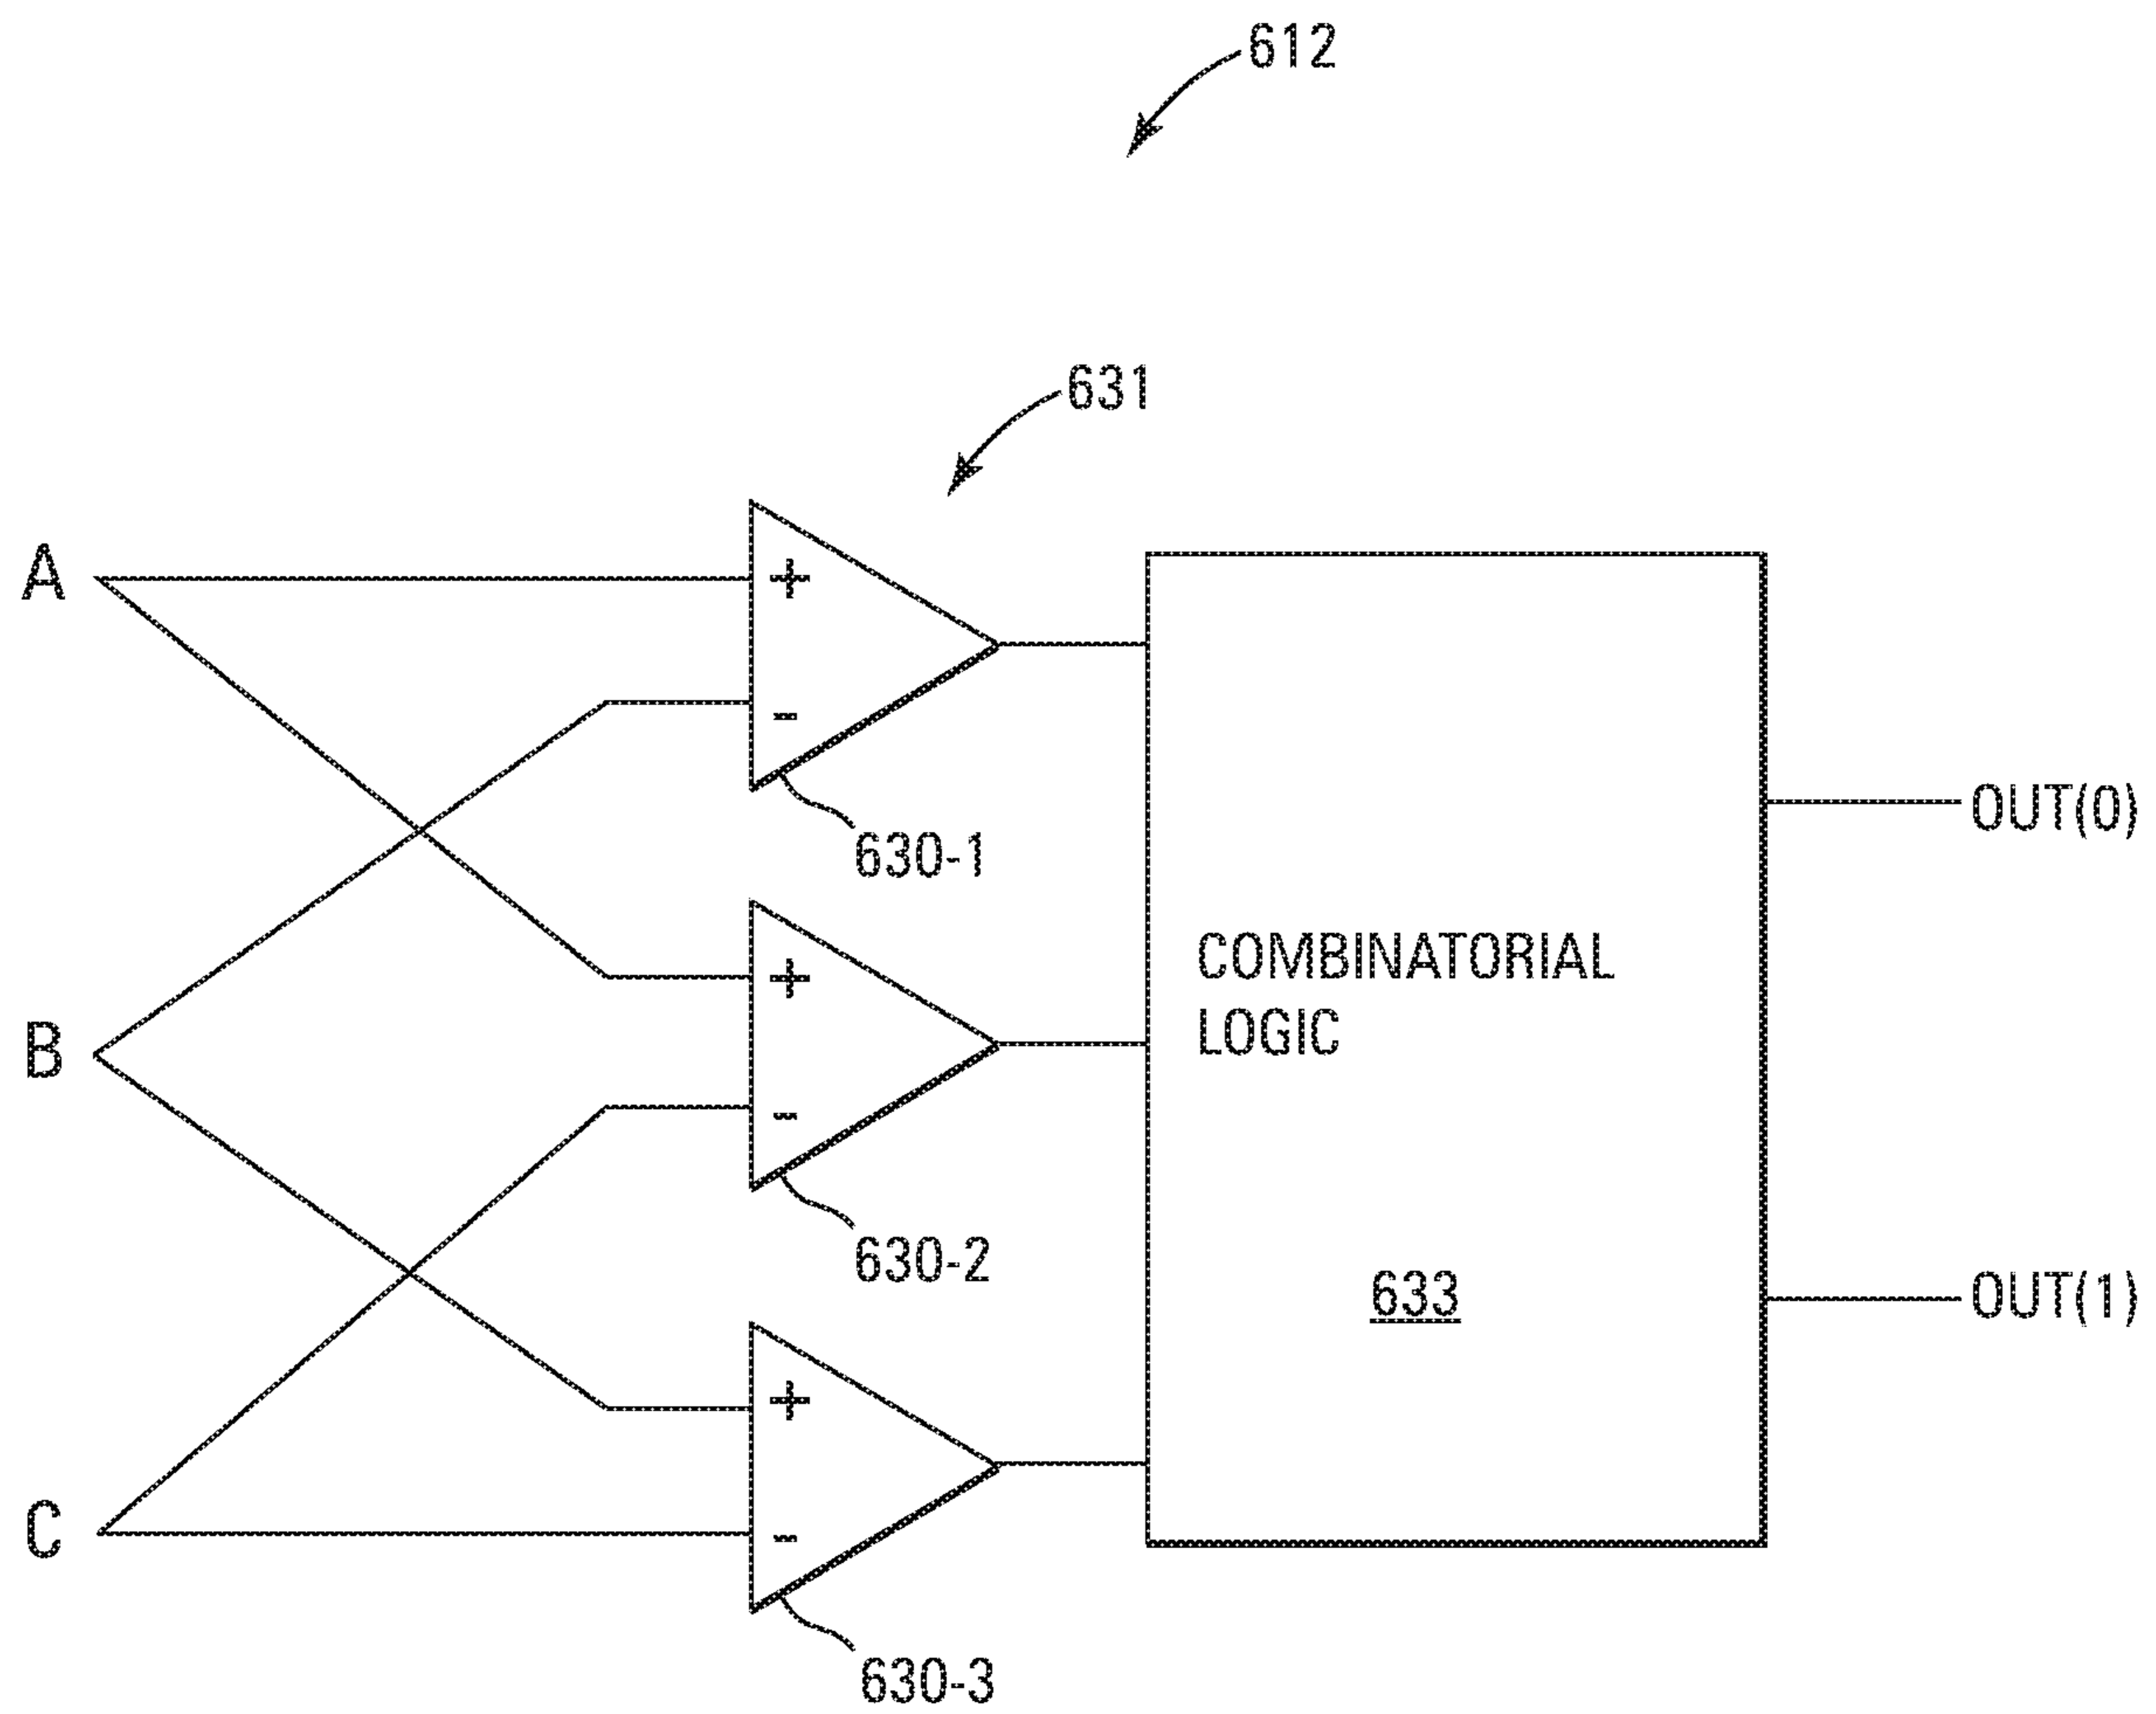 612
631
A
+
-
630-1
OUT(0)
COMBINATORIAL
LOGIC
+
B
-
630-2
633
OUT(1)
+
C
-
630-3